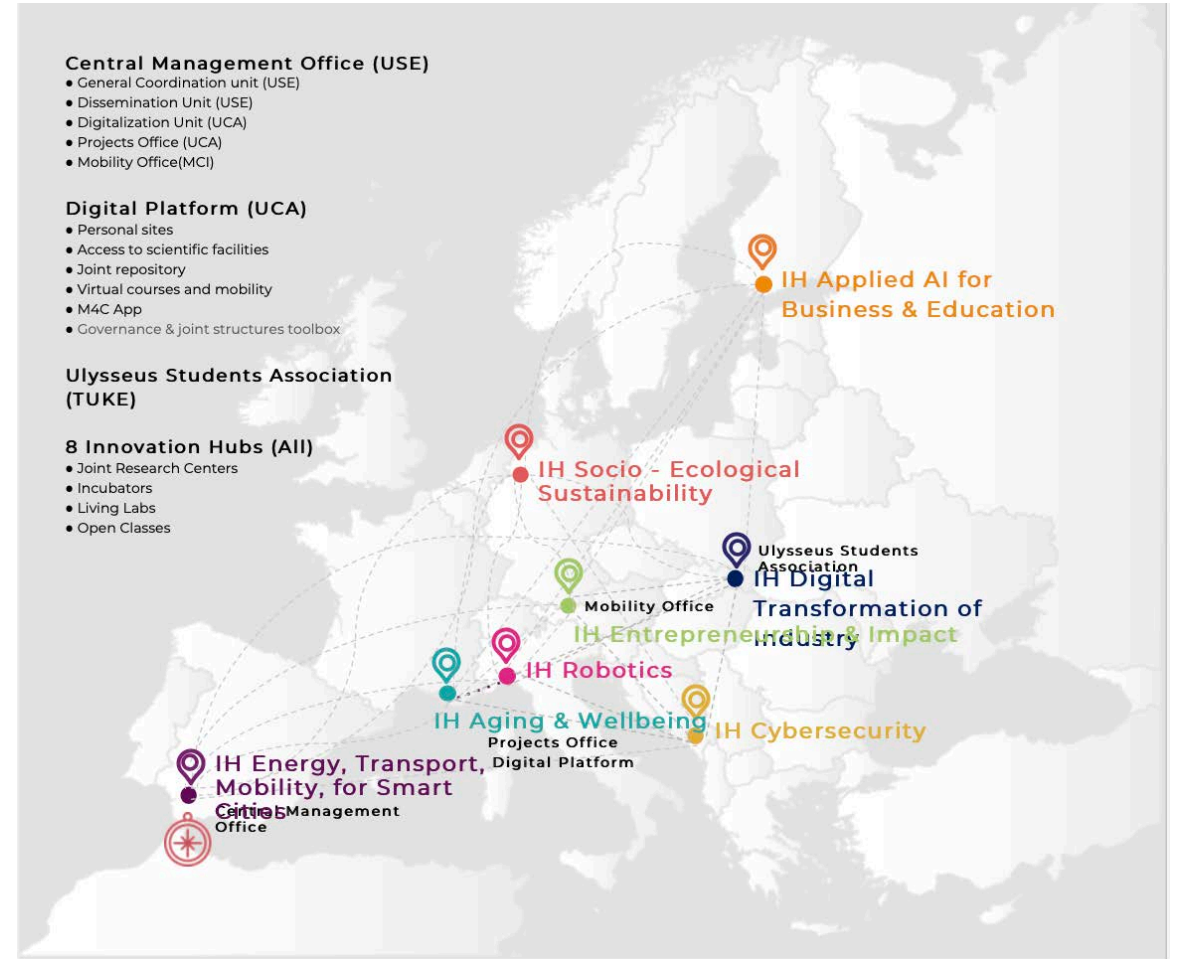 Central Management Office (USE)
● General Coordination unit (USE)
● Dissemination Unit (USE)
● Digitalization Unit (UCA)
● Projects Office (UCA)
● Mobility Office(MCI)
Digital Platform (UCA)
● Personal sites
● Access to scientific facilities
● Joint repository
● Virtual courses and mobility
● M4C App
● Governance & joint structures toolbox
Ulysseus Students Association
(TUKE)
8 Innovation Hubs (All)
● Joint Research Centers
● Incubators
● Living Labs
● Open Classes
IH Applied AI for
Business & Education
IH Socio - Ecological
Sustainability
Ulysseus Students
Association
IH Digital
Transformation of
Industry
Mobility Office
IH Entrepreneurship & Impact
IH Robotics
IH Aging & Wellbeing
Projects Office
Digital Platform
IH Cybersecurity
IH Energy, Transport,
Mobility, for Smart
Cities
Central Management
Office